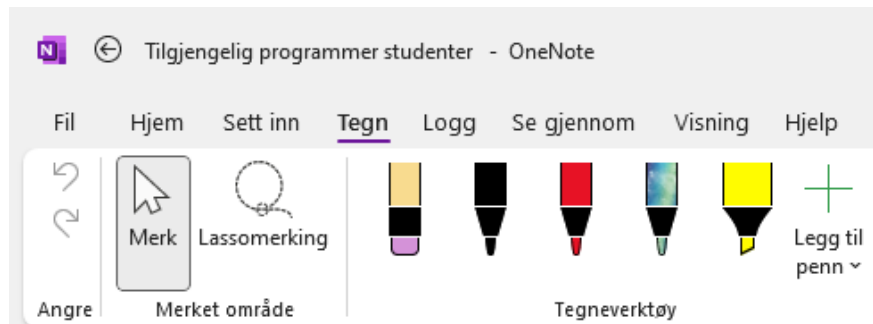 N Tilgjengelig programmer studenter - OneNote
Fil Hjem Sett inn Tegn Logg Se gjennom Visning Hjelp
Merk Lassomerking Legg til
penn
Angre Merket område Tegneverktøy